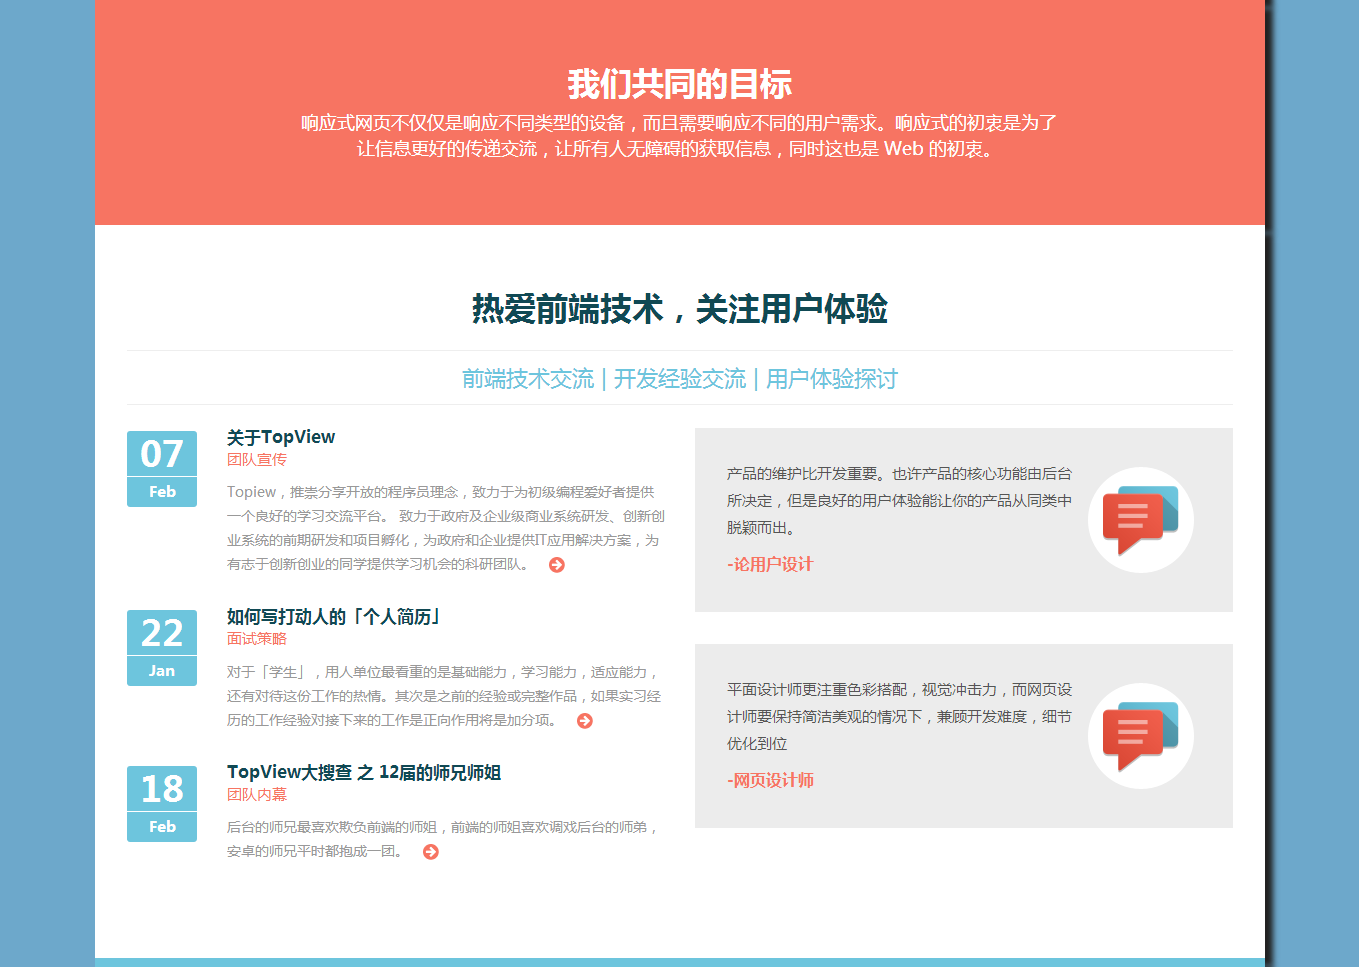 我们共同的目标
响应式网页不仅仅是响应不同类型的设备，而且需要响应不同的用户需求。响应式的初衷是为了
让信息更好的传递交流，让所有人无障碍的获取信息，同时这也是 Web 的初衷。
热爱前端技术，关注用户体验
前端技术交流 | 开发经验交流 | 用户体验探讨
07
Feb
关于TopView
团队宣传
Topiew，推崇分享开放的程序员理念，致力于为初级编程爱好者提供
一个良好的学习交流平台。 致力于政府及企业级商业系统研发、创新创
业系统的前期研发和项目孵化，为政府和企业提供IT应用解决方案，为
有志于创新创业的同学提供学习机会的科研团队。
22
Jan
如何写打动人的「个人简历」
面试策略
对于「学生」，用人单位最看重的是基础能力，学习能力，适应能力，
还有对待这份工作的热情。其次是之前的经验或完整作品，如果实习经
历的工作经验对接下来的工作是正向作用将是加分项。
18
Feb
TopView大搜查 之 12届的师兄师姐
团队内幕
后台的师兄最喜欢欺负前端的师姐，前端的师姐喜欢调戏后台的师弟，
安卓的师兄平时都抱成一团。
产品的维护比开发重要。也许产品的核心功能由后台
所决定，但是良好的用户体验能让你的产品从同类中
脱颖而出。
-论用户设计
平面设计师更注重色彩搭配，视觉冲击力，而网页设
计师要保持简洁美观的情况下，兼顾开发难度，细节
优化到位
-网页设计师